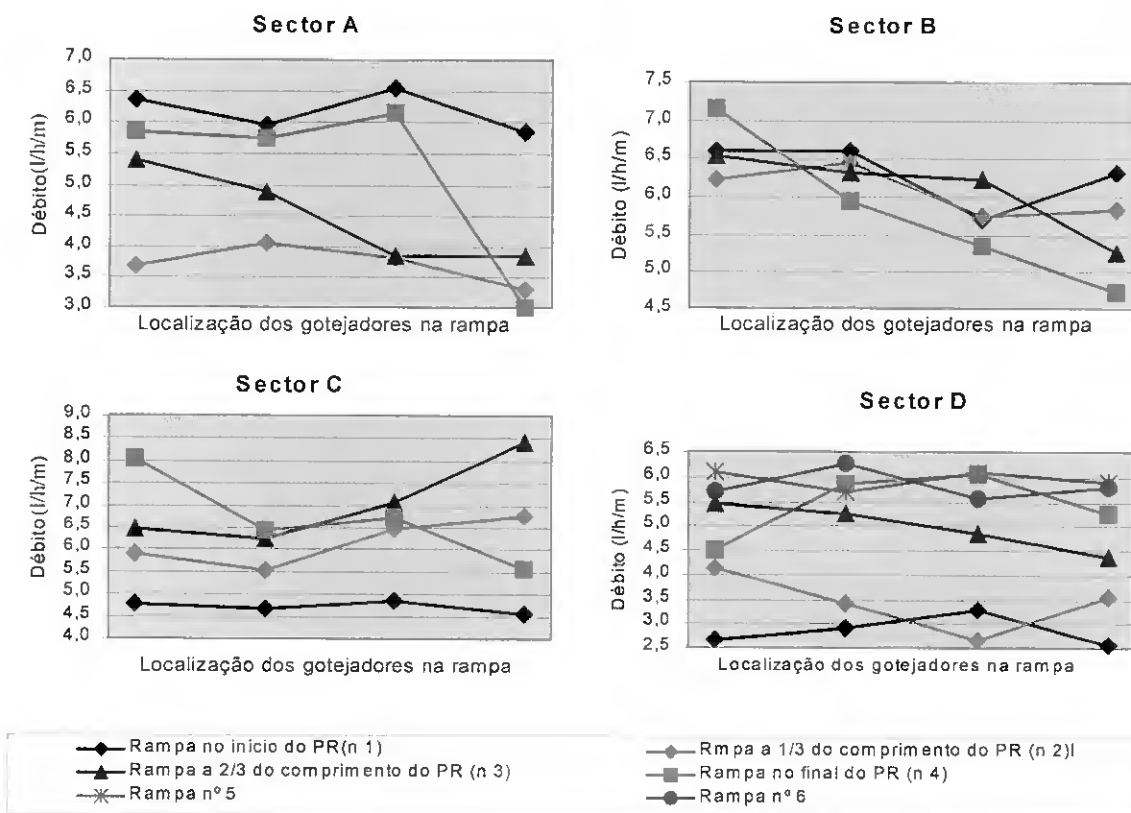 Sector A
7,0
6,5
6,0
5,5
5,0
4,5
4,0
3,5
3,0
Débito(l/h/m)
Localização dos gotejadores na rampa
Sector B
7,5
7,0
6,5
6,0
5,5
5,0
4,5
Débito (l/h/m)
Localização dos gotejadores na rampa
Sector C
9,0
8,5
8,0
7,5
7,0
6,5
6,0
5,5
5,0
4,5
4,0
Débito(l/h/m)
Localização dos gotejadores na rampa
Sector D
6,5
6,0
5,5
5,0
4,5
4,0
3,5
3,0
2,5
Débito (l/h/m)
Localização dos gotejadores na rampa
Rampa no início do PR(n 1)
Rmpa a 1/3 do comprimento do PR (n 2)l
Rampa a 2/3 do comprimento do PR (n 3)
Rampa no final do PR (n 4)
Rampa nº 5
Rampa nº 6